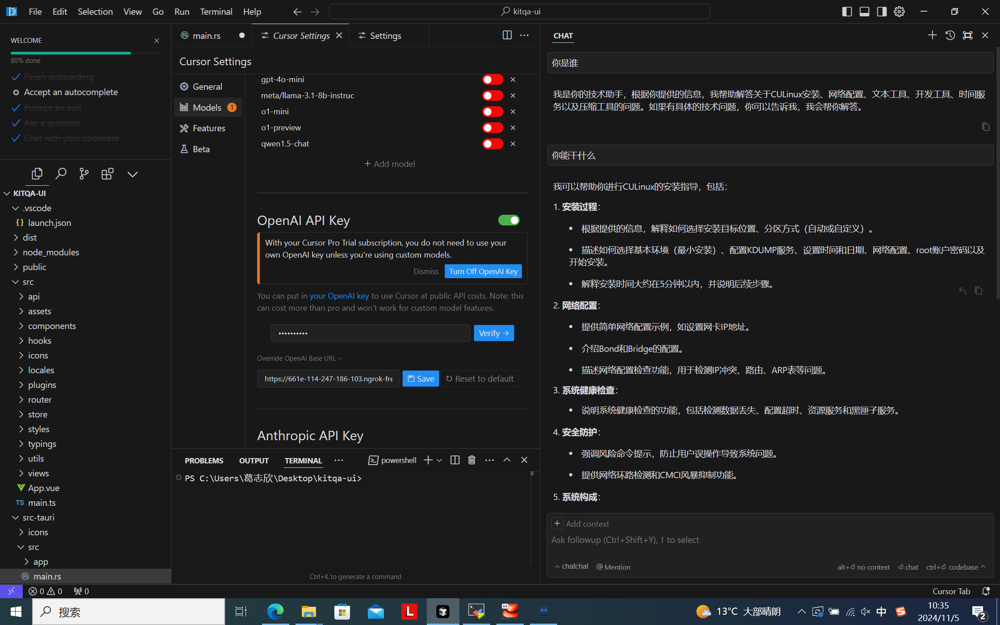 File Edit Selection View Go Run Terminal Help
kitqa-ui
WELCOME
80% done
Finish onboarding
Accept an autocomplete
Prompt an edit
Ask a question
Chat with your codebase
KITQA-UI
.vscode
launch.json
dist
node_modules
public
src
api
assets
components
hooks
icons
locales
plugins
router
store
styles
typings
utils
views
App.vue
TS main.ts
src-tauri
icons
src
app
main.rs
main.rs
Cursor Settings
Settings
Cursor Settings
General
Models 1
Features
Beta
gpt-4o-mini
meta/llama-3.1-8b-instruc
o1-mini
o1-preview
qwen1.5-chat
+ Add model
OpenAI API Key
With your Cursor Pro Trial subscription, you do not need to use your
own OpenAI key unless you're using custom models.
Dismiss Turn Off OpenAI Key
You can put in your OpenAI key to use Cursor at public API costs. Note: this
can cost more than pro and won't work for custom model features.
••••••••••
Verify →
Override OpenAI Base URL
https://661e-114-247-186-103.ngrok-fre
Save Reset to default
Anthropic API Key
PROBLEMS OUTPUT TERMINAL
powershell
PS C:\Users\葛志欣\Desktop\kitqa-ui>
Ctrl+K to generate a command
CHAT
你是谁
我是你的技术助手，根据你提供的信息，我帮助解答关于CULinux安装、网络配置、文本工具、开发工具、时间服
务以及压缩工具的问题。如果有具体的技术问题，你可以告诉我，我会帮你解答。
你能干什么
我可以帮助你进行CULinux的安装指导，包括：
1. 安装过程：
• 根据提供的信息，解释如何选择安装目标位置、分区方式（自动或自定义）。
• 描述如何选择基本环境（最小安装）、配置KDUMP服务、设置时间和日期、网络配置、root账户密码以及
开始安装。
• 解释安装时间大约在5分钟以内，并说明后续步骤。
2. 网络配置：
• 提供简单网络配置示例，如设置网卡IP地址。
• 介绍Bond和Bridge的配置。
• 描述网络配置检查功能，用于检测IP冲突、路由、ARP表等问题。
3. 系统健康检查：
• 说明系统健康检查的功能，包括检测数据丢失、配置超时、资源服务和黑匣子服务。
4. 安全防护：
• 强调风险命令提示，防止用户误操作导致系统问题。
• 提供网络环路检测和CMCI风暴抑制功能。
5. 系统构成：
+ Add context
Ask followup (Ctrl+Shift+Y), ↑ to select
chatchat @ Mention
alt+⏎ no context ⏎ chat ctrl+⏎ codebase
0 0 0
Cursor Tab
搜索
L
64
13°C 大部晴朗
中
S
10:35
2024/11/5
2